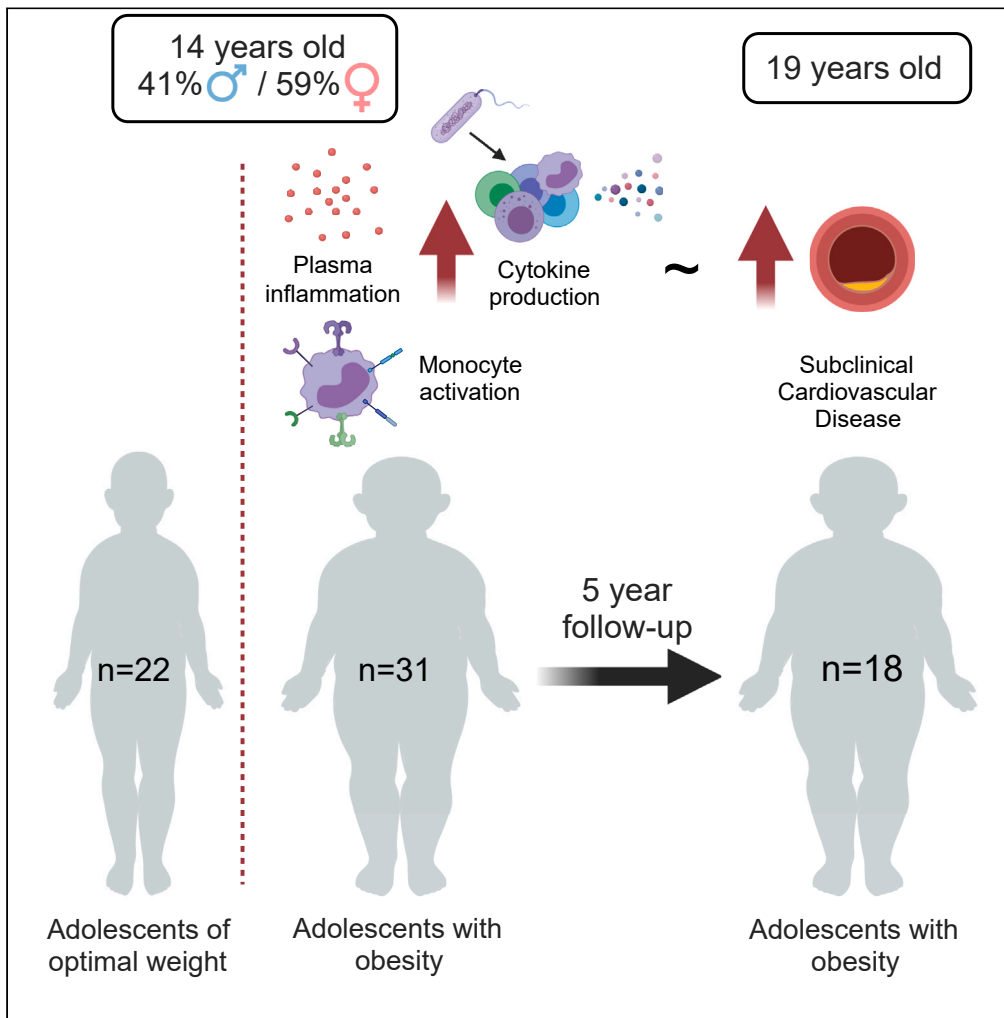 14 years old
41%♂ / 59%♀
19 years old
Plasma
inflammation
Cytokine
production
~
Monocyte
activation
Subclinical
Cardiovascular
Disease
n=22
n=31
5 year
follow-up
n=18
Adolescents of
optimal weight
Adolescents with
obesity
Adolescents with
obesity